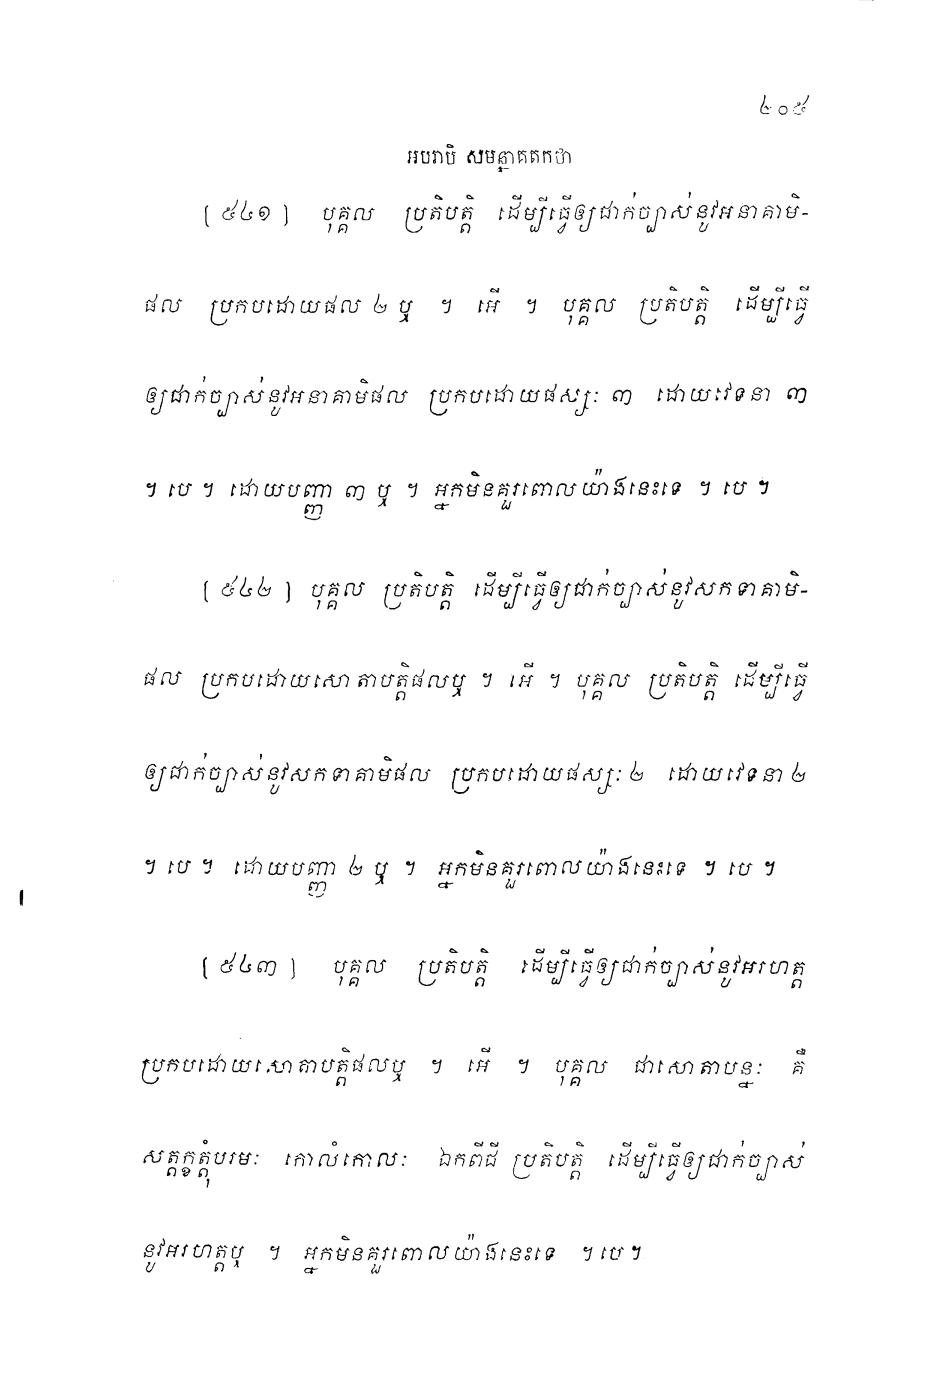 ២០៥
អបរាបិ សមន្នាគតកថា
[៥៤១] បុគ្គល ប្រតិបត្តិ ដើម្បីធ្វើឲ្យជាក់ច្បាស់នូវអនាគាមិ-
ផល ប្រកបដោយផល ២ ឬ ។ អើ ។ បុគ្គល ប្រតិបត្តិ ដើម្បីធ្វើ
ឲ្យជាក់ច្បាស់នូវអនាគាមិផល ប្រកបដោយផស្សៈ ៣ ដោយវេទនា ៣
។ បេ ។ ដោយបញ្ញា ៣ ឬ ។ អ្នកមិនគួរពោលយ៉ាងនេះទេ ។ បេ ។
[៥៤២] បុគ្គល ប្រតិបត្តិ ដើម្បីធ្វើឲ្យជាក់ច្បាស់នូវសកទាគាមិ-
ផល ប្រកបដោយសោតាបត្តិផលឬ ។ អើ ។ បុគ្គល ប្រតិបត្តិ ដើម្បីធ្វើ
ឲ្យជាក់ច្បាស់នូវសកទាគាមិផល ប្រកបដោយផស្សៈ ២ ដោយវេទនា ២
។ បេ ។ ដោយបញ្ញា ២ ឬ ។ អ្នកមិនគួរពោលយ៉ាងនេះទេ ។ បេ ។
[៥៤៣] បុគ្គល ប្រតិបត្តិ ដើម្បីធ្វើឲ្យជាក់ច្បាស់នូវអរហត្ត
ប្រកបដោយសោតាបត្តិផលឬ ។ អើ ។ បុគ្គល ជាសោតាបន្នៈ គឺ
សត្តក្ខត្តុំបរមៈ កោលំកោលៈ ឯកពីជី ប្រតិបត្តិ ដើម្បីធ្វើឲ្យជាក់ច្បាស់
នូវអរហត្តឬ ។ អ្នកមិនគួរពោលយ៉ាងនេះទេ ។ បេ ។